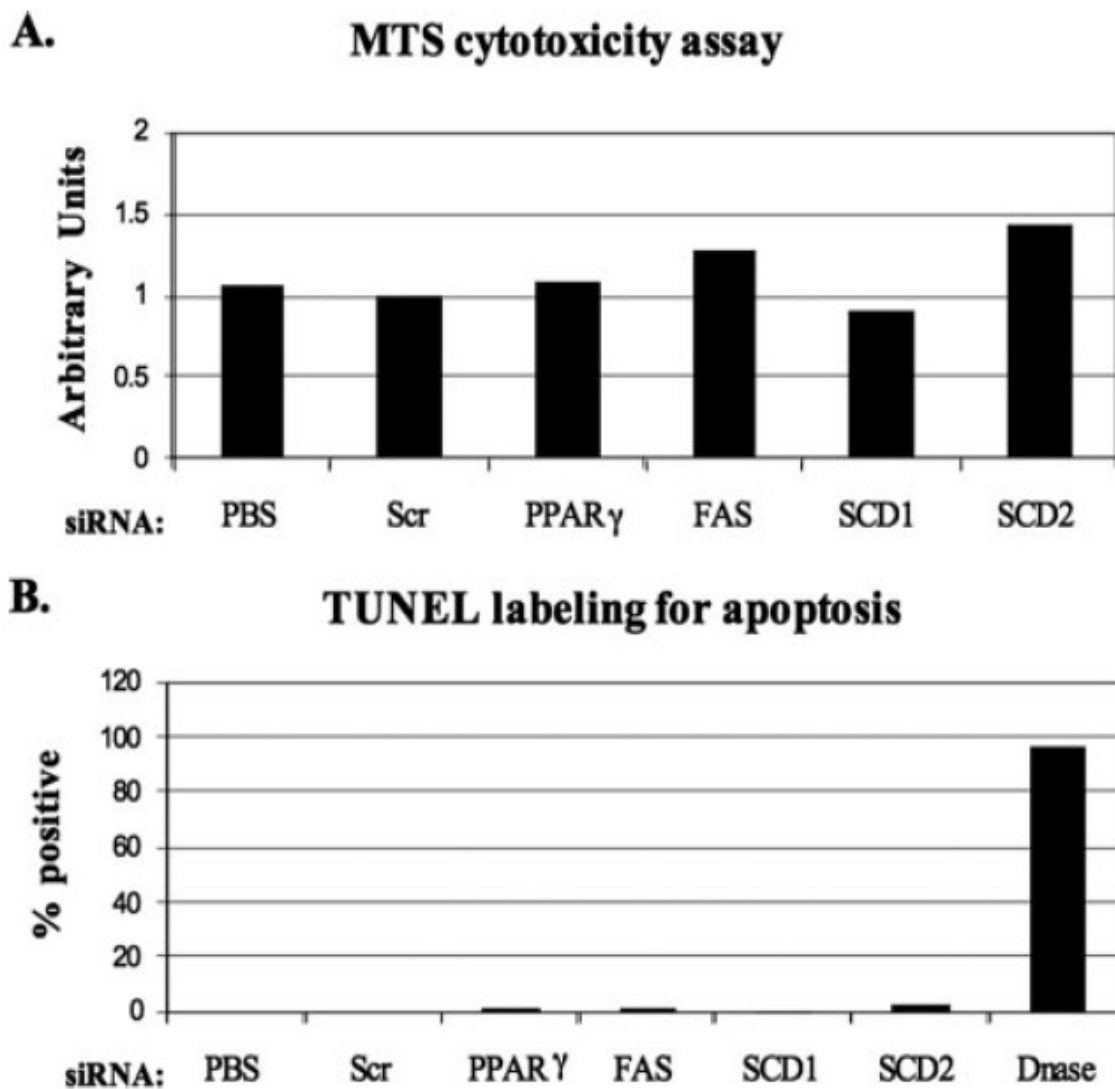 A. MTS cytotoxicity assay
Arbitrary Units
2
1.5
1
0.5
0
siRNA: PBS Scr PPARγ FAS SCD1 SCD2
B. TUNEL labeling for apoptosis
% positive
120
100
80
60
40
20
0
siRNA: PBS Scr PPARγ FAS SCD1 SCD2 Dnase